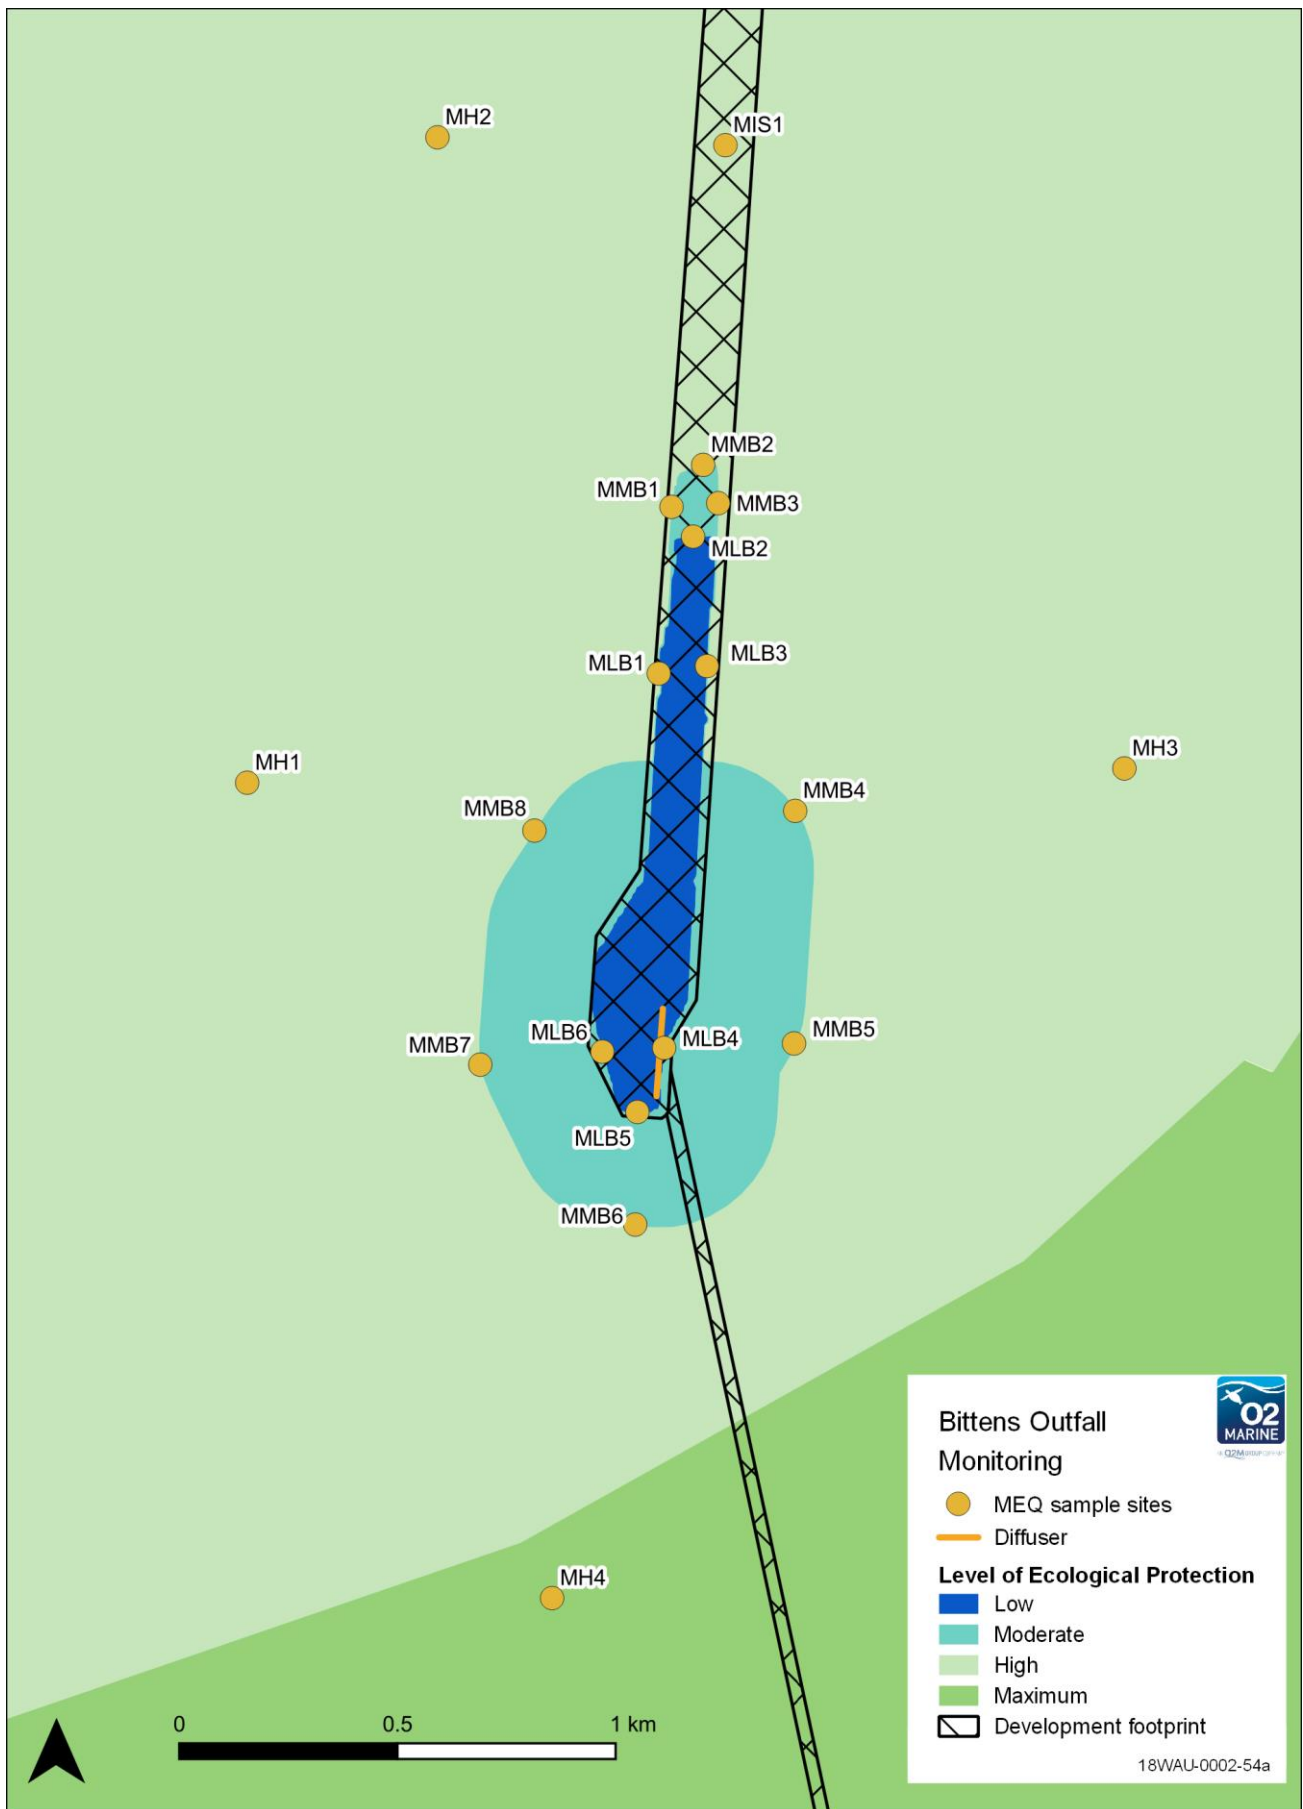 MH2
MIS1
MMB2
MMB1
MMB3
MLB2
MLB1
MLB3
MH1
MH3
MMB8
MMB4
MMB7
MLB6
MLB4
MMB5
MLB5
MMB6
MH4
Bittens Outfall
Monitoring
O2
MARINE
MEQ sample sites
Diffuser
Level of Ecological Protection
Low
Moderate
High
Maximum
Development footprint
18WAU-0002-54a
0 0.5 1 km